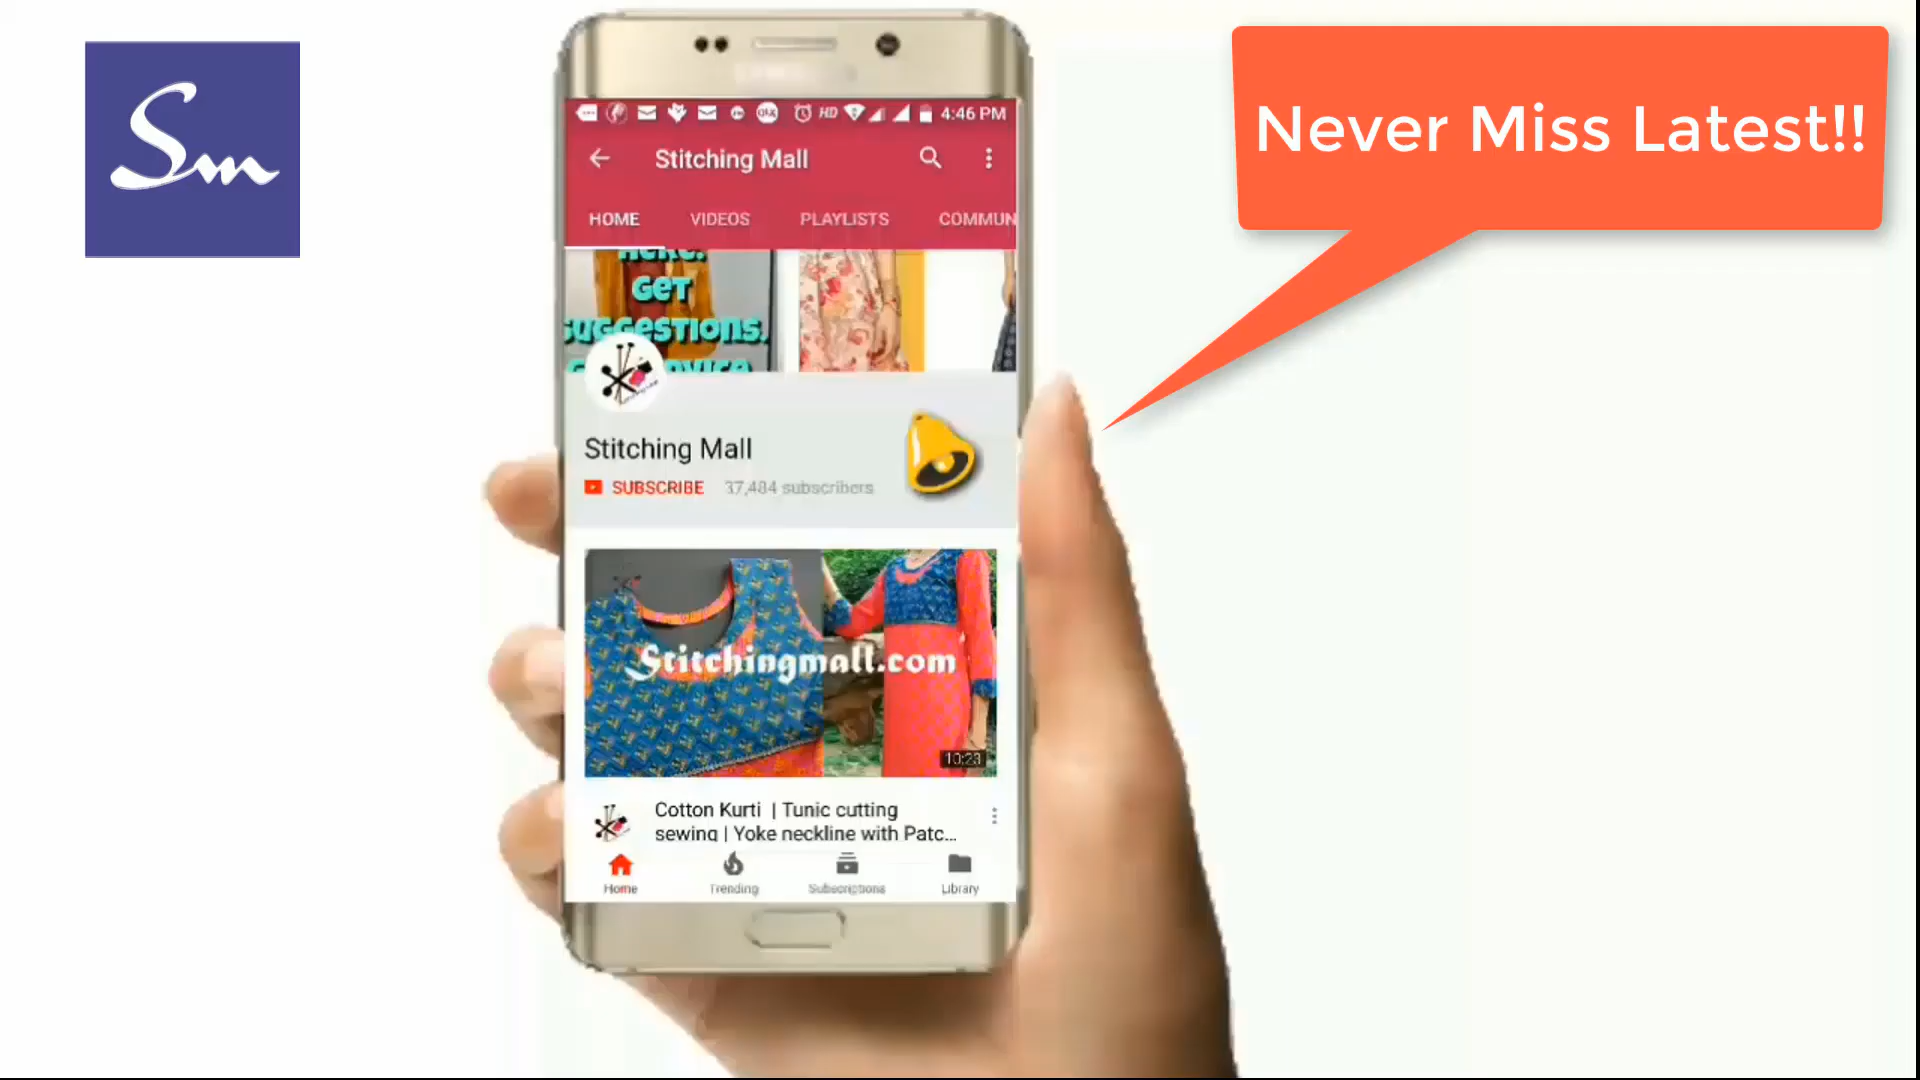 Sm
Never Miss Latest!!
HD 4:46 PM
Stitching Mall
HOME VIDEOS PLAYLISTS COMMUN
GET
SUGGESTIONS.
Stitching Mall
SUBSCRIBE 37,484 subscribers
Stitchingmall.com
10:23
Cotton Kurti | Tunic cutting
sewing | Yoke neckline with Patc...
Home Trending Subscriptions Library